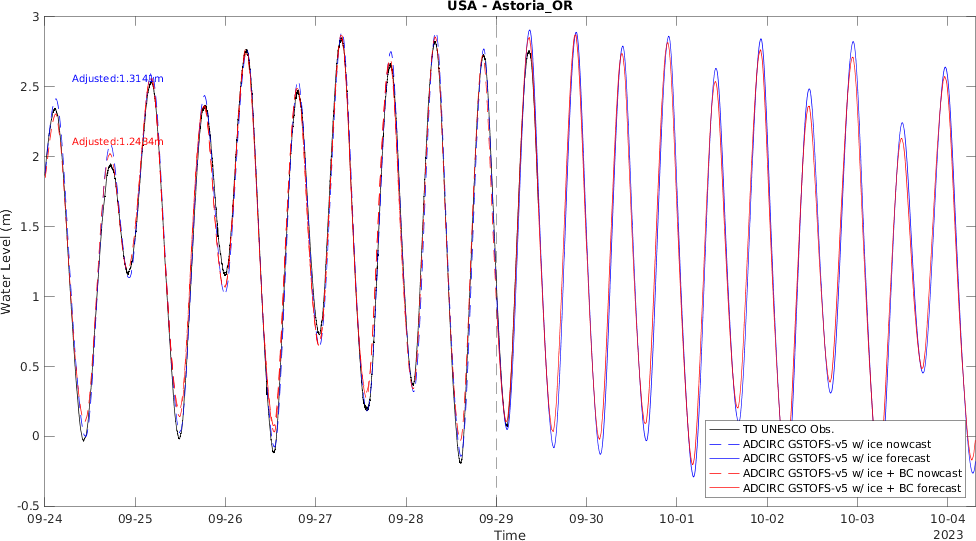 USA - Astoria_OR
3
2.5
2
1.5
1
0.5
0
-0.5
Water Level (m)
Adjusted:1.314
Adjusted:1.2484m
TD UNESCO Obs.
ADCIRC GSTOFS-v5 w/ ice nowcast
ADCIRC GSTOFS-v5 w/ ice forecast
ADCIRC GSTOFS-v5 w/ ice + BC nowcast
ADCIRC GSTOFS-v5 w/ ice + BC forecast
09-24 09-25 09-26 09-27 09-28 09-29 09-30 10-01 10-02 10-03 10-04
Time
2023